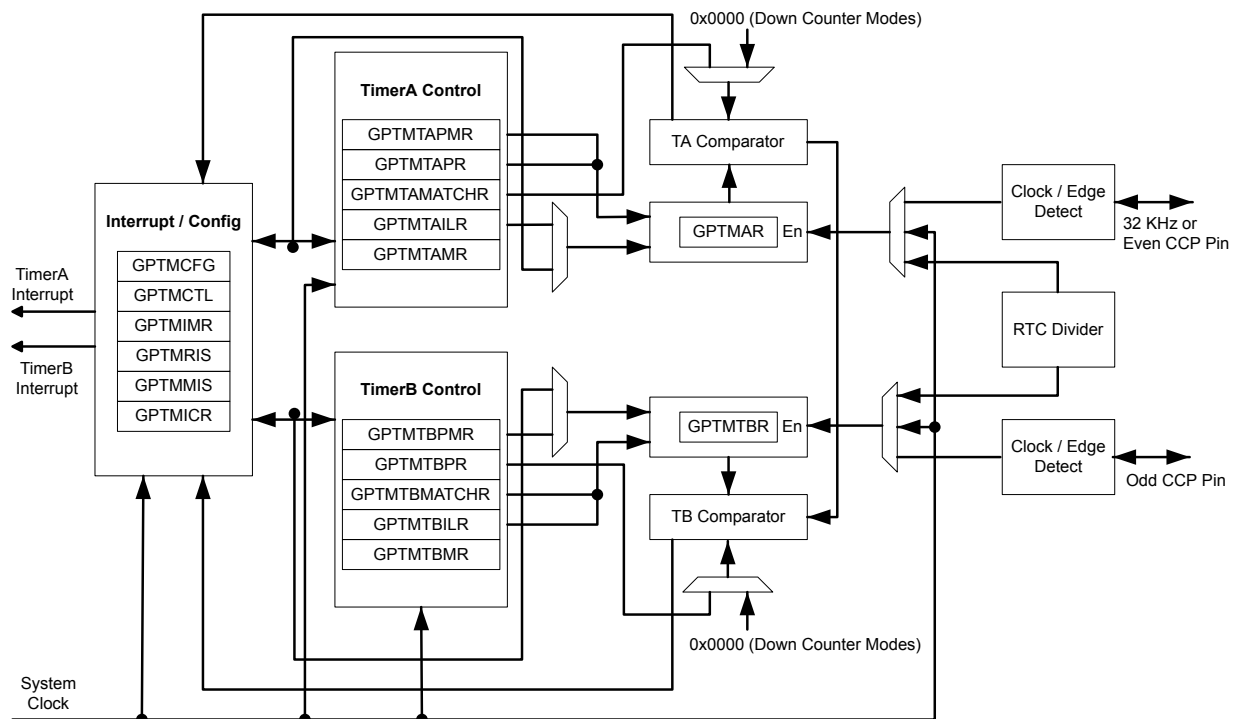 0x0000 (Down Counter Modes)
TimerA Control
GPTMTAPMR
GPTMTAPR
GPTMTAMATCHR
GPTMTAILR
GPTMTAMR
TA Comparator
GPTMAR
En
Clock / Edge
Detect
32 KHz or
Even CCP Pin
Interrupt / Config
GPTMCFG
GPTMCTL
GPTMIMR
GPTMRIS
GPTMMIS
GPTMICR
TimerA
Interrupt
TimerB
Interrupt
RTC Divider
TimerB Control
GPTMTBPMR
GPTMTBPR
GPTMTBMATCHR
GPTMTBILR
GPTMTBMR
GPTMTBR
En
TB Comparator
Clock / Edge
Detect
Odd CCP Pin
0x0000 (Down Counter Modes)
System
Clock